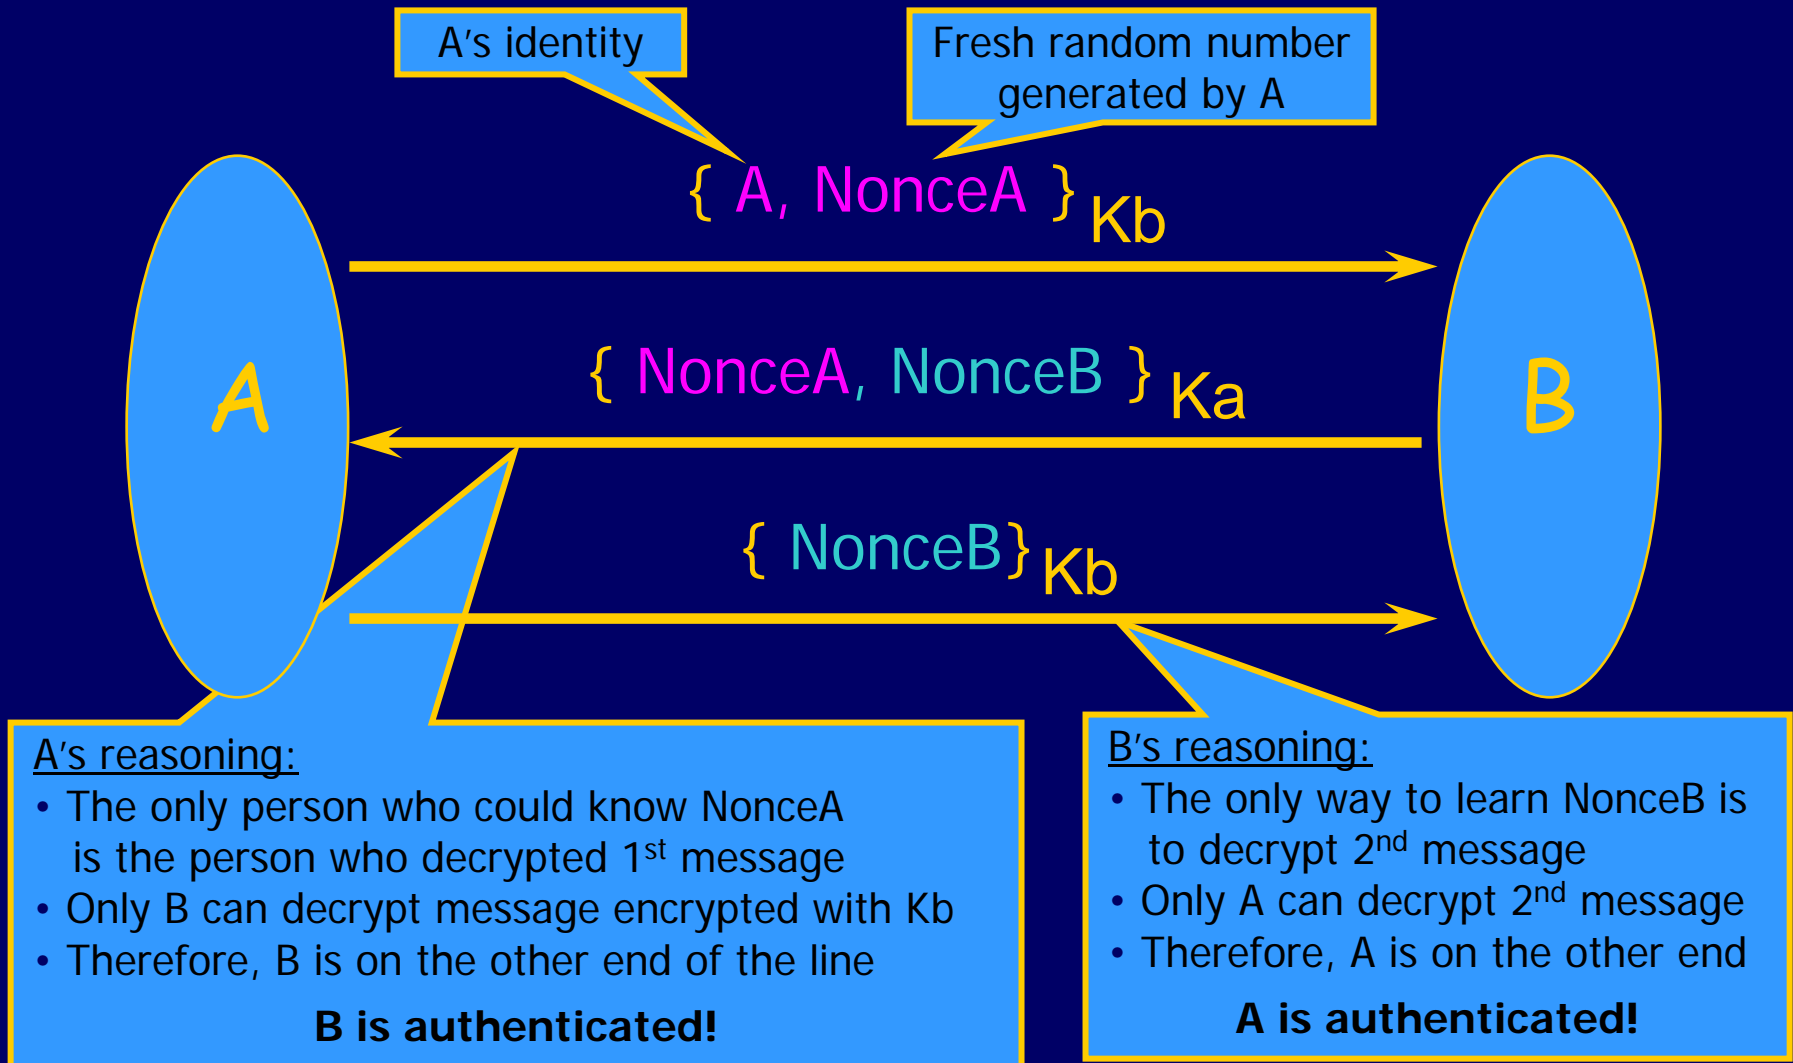 A's identity
Fresh random number
generated by A
{ A, NonceA }Kb
{ NonceA, NonceB }Ka
A
B
{ NonceB}Kb
A's reasoning:
• The only person who could know NonceA
is the person who decrypted 1st message
• Only B can decrypt message encrypted with Kb
• Therefore, B is on the other end of the line
B is authenticated!
B's reasoning:
• The only way to learn NonceB is
to decrypt 2nd message
• Only A can decrypt 2nd message
• Therefore, A is on the other end
A is authenticated!